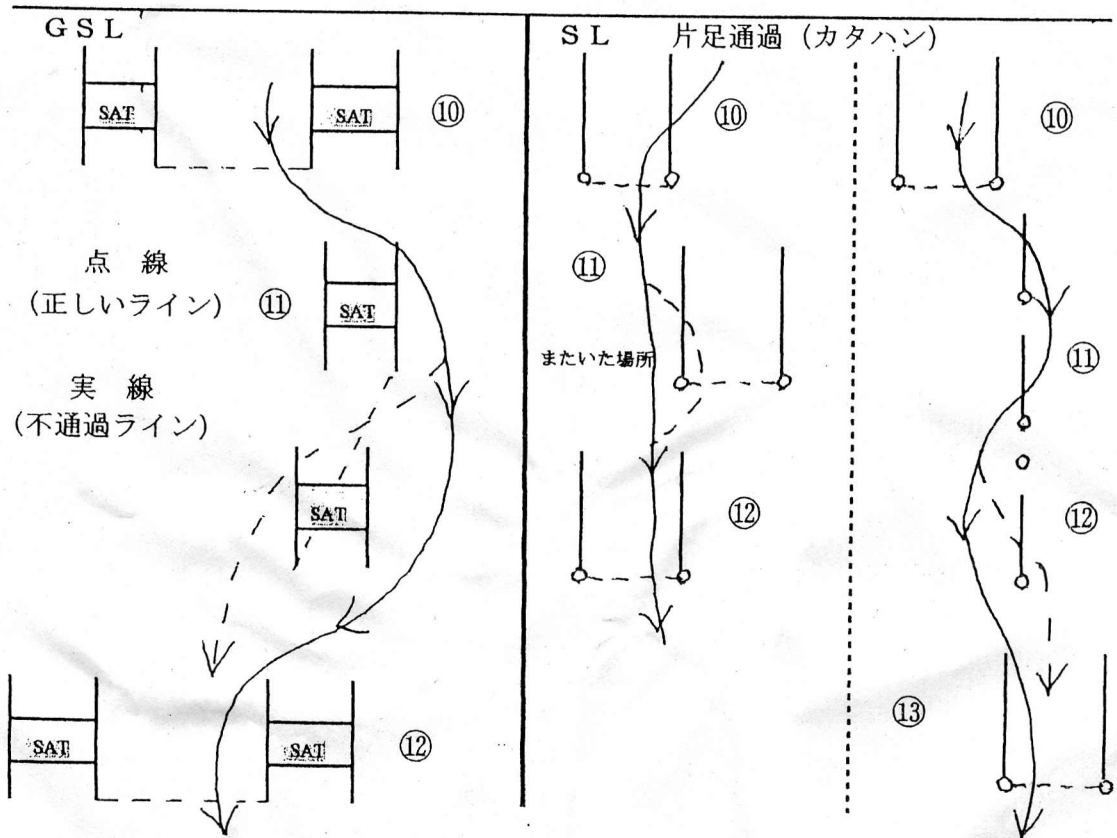 GSL
SAT
SAT
⑩
点 線
(正しいライン)
⑪
SAT
実 線
(不通過ライン)
SAT
SAT
SAT
⑫
SL 片足通過 (カタハン)
⑩
⑪
またいた場所
⑫
⑩
⑪
⑫
⑬